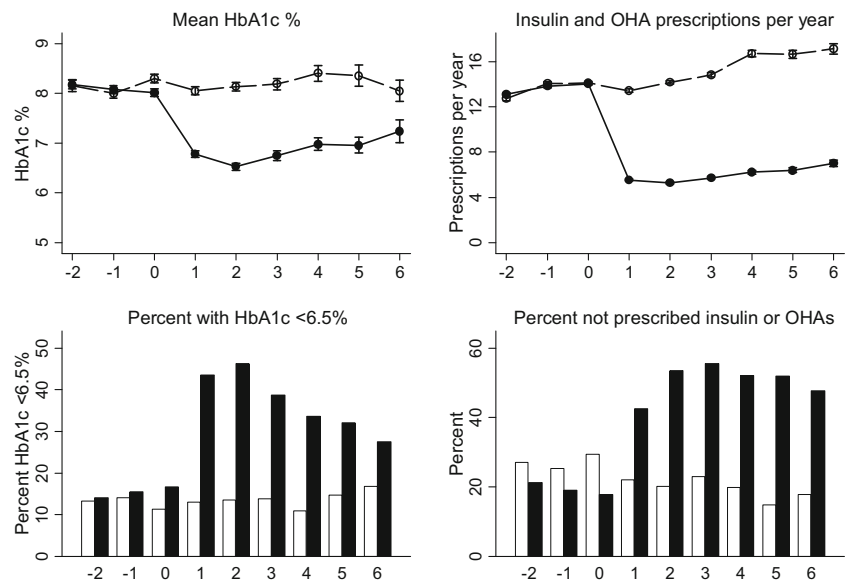 Mean HbA1c %
HbA1c %
9
8
7
6
5
-2 -1 0 1 2 3 4 5 6
Insulin and OHA prescriptions per year
Prescriptions per year
16
12
8
4
0
-2 -1 0 1 2 3 4 5 6
Percent with HbA1c <6.5%
Percent HbA1c <6.5%
50
40
30
20
10
0
-2 -1 0 1 2 3 4 5 6
Percent not prescribed insulin or OHAs
Percent
60
40
20
0
-2 -1 0 1 2 3 4 5 6